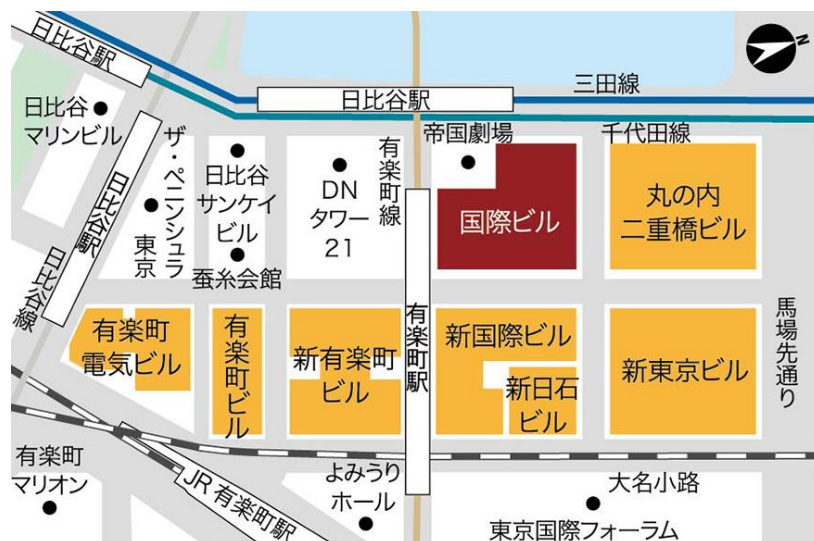 日比谷駅
N
三田線
日比谷駅
日比谷
マリンビル
ザ・ペニンシュラ
東京
日比谷
サンケイ
ビル
蚕糸会館
DN
タワー
21
有楽町線
帝国劇場
国際ビル
千代田線
丸の内
二重橋ビル
日比谷駅
日比谷線
有楽町
電気ビル
有楽町ビル
新有楽町
ビル
有楽町駅
新国際ビル
新日石
ビル
新東京ビル
馬場先通り
有楽町
マリオン
JR有楽町駅
よみうり
ホール
大名小路
東京国際フォーラム